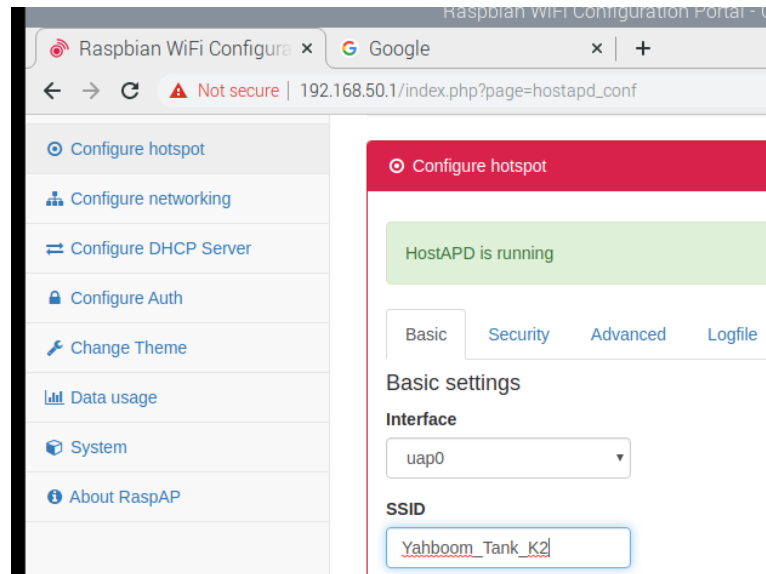 Raspbian WiFi Configuration Portal -
Raspbian WiFi Configura
Google
Not secure | 192.168.50.1/index.php?page=hostapd_conf
Configure hotspot
Configure networking
Configure DHCP Server
Configure Auth
Change Theme
Data usage
System
About RaspAP
Configure hotspot
HostAPD is running
Basic Security Advanced Logfile
Basic settings
Interface
uap0
SSID
Yahboom_Tank_K2